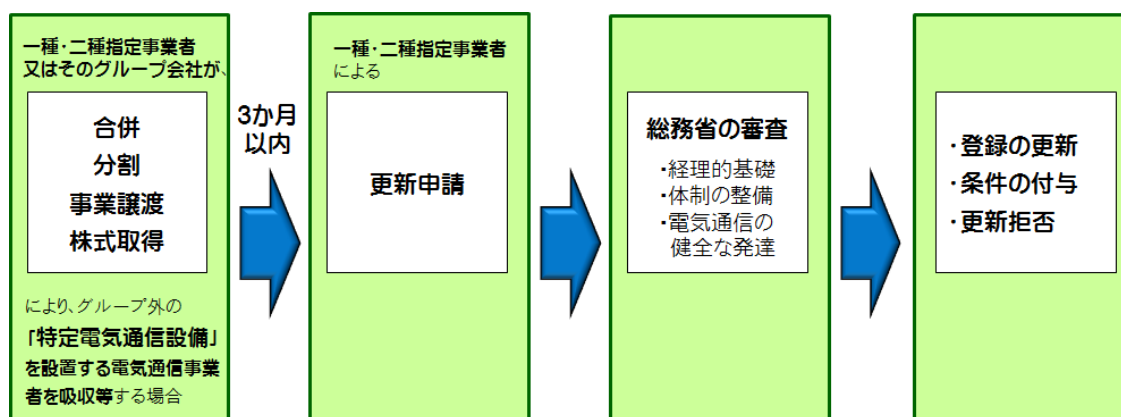 一種・二種指定事業者
又はそのグループ会社が、
合併
分割
事業譲渡
株式取得
により、グループ外の
「特定電気通信設備」
を設置する電気通信事業
者を吸収等する場合
3か月
以内
一種・二種指定事業者
による
更新申請
総務省の審査
・経理的基礎
・体制の整備
・電気通信の
健全な発達
・登録の更新
・条件の付与
・更新拒否